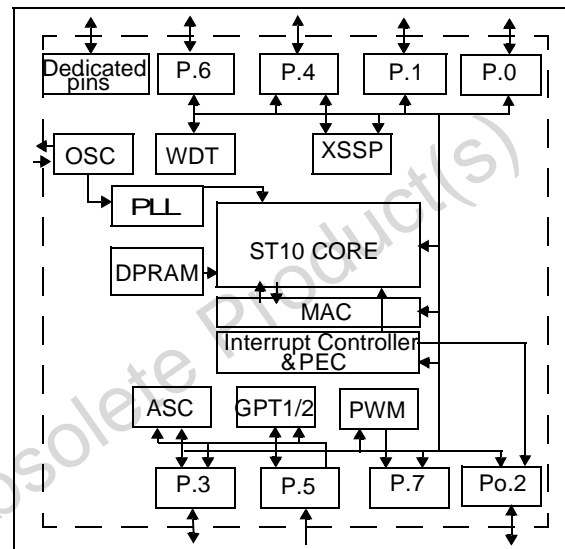 Dedicated
pins
P.6
P.4
P.1
P.0
OSC
WDT
XSSP
PLL
ST10 CORE
DPRAM
MAC
Interrupt Controller
&PEC
ASC
GPT1/2
PWM
P.3
P.5
P.7
Po.2
bsolete Product(s)